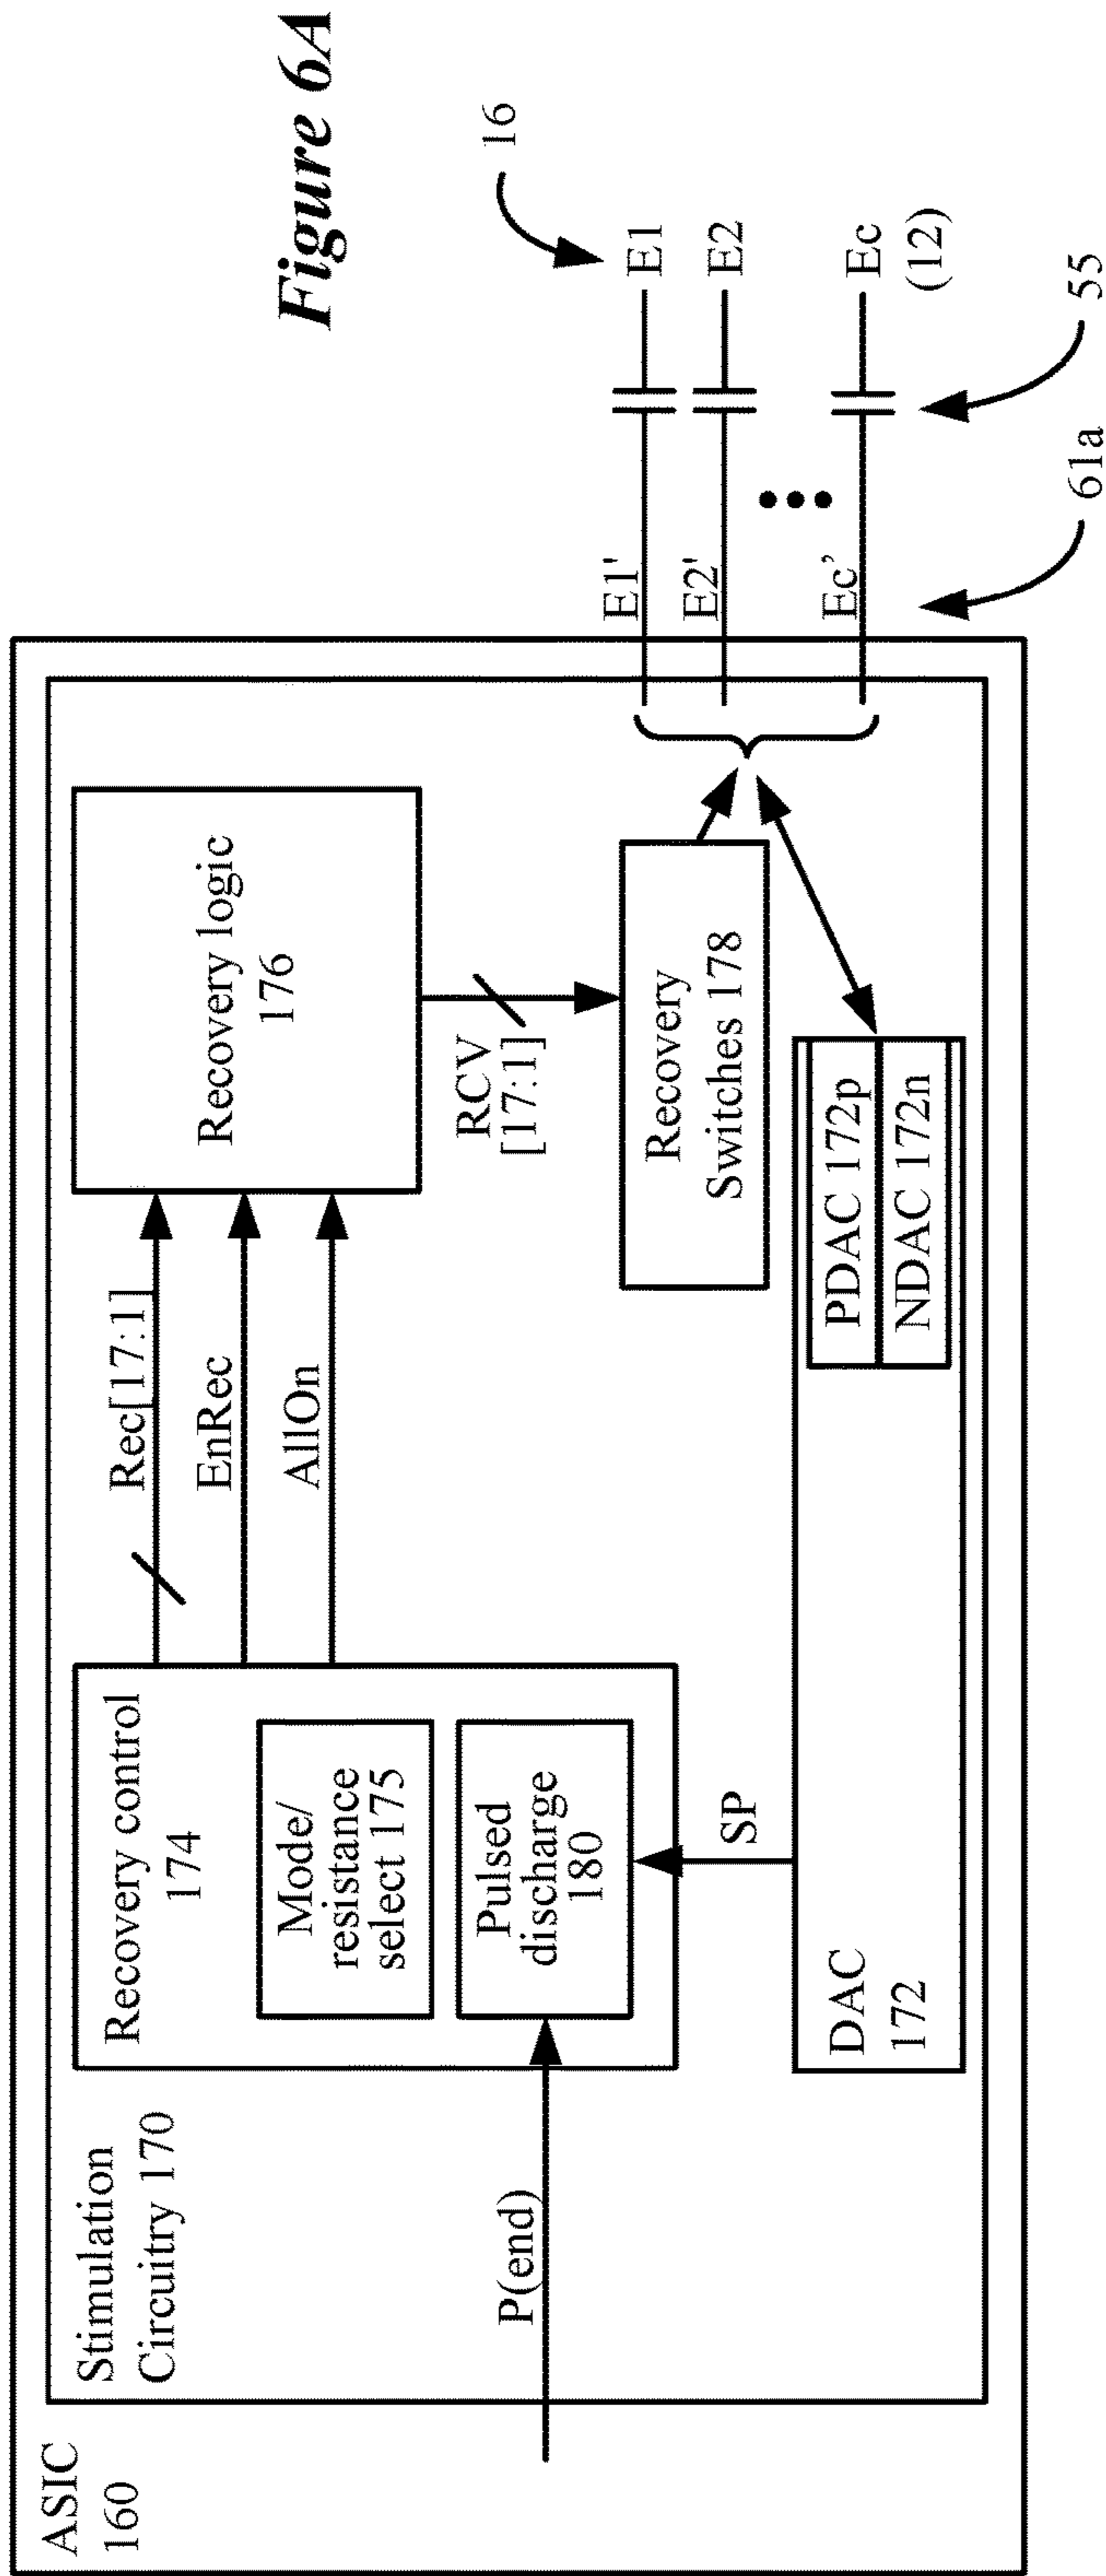 Figure 6A
ASIC
160
Stimulation
Circuitry 170
Recovery control
174
Mode/
resistance
select 175
Pulsed
discharge
180
P(end)
SP
Rec[17:1]
EnRec
AllOn
Recovery logic
176
RCV
[17:1]
Recovery
Switches 178
DAC
172
PDAC 172p
NDAC 172n
E1'
E2'
Ec’
E1
E2
Ec
(12)
16
55
61a